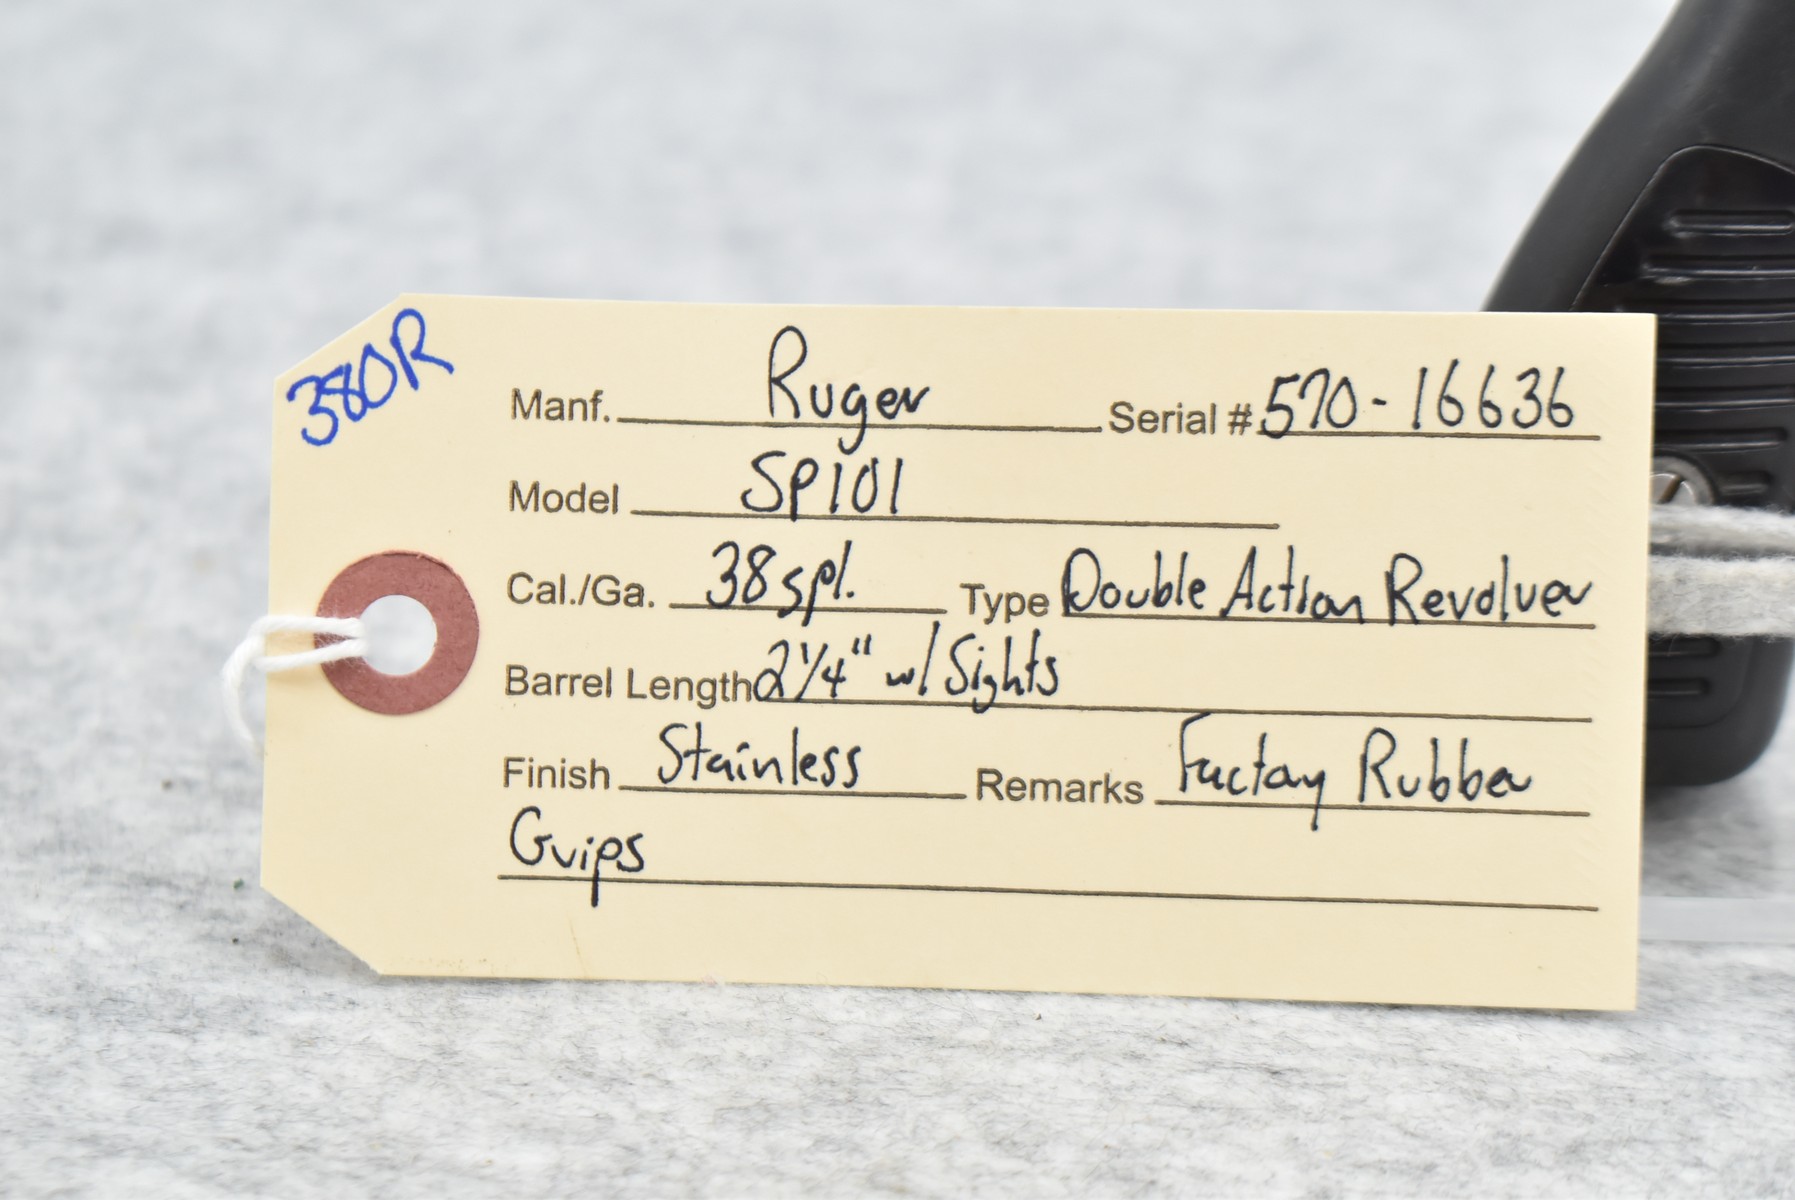 380R
Manf. Ruger Serial # 570-16636
Model SP101
Cal./Ga. 38 spl. Type Double Action Revolver
Barrel Length 2 1/4" w/ Sights
Finish Stainless Remarks Factory Rubber
Grips